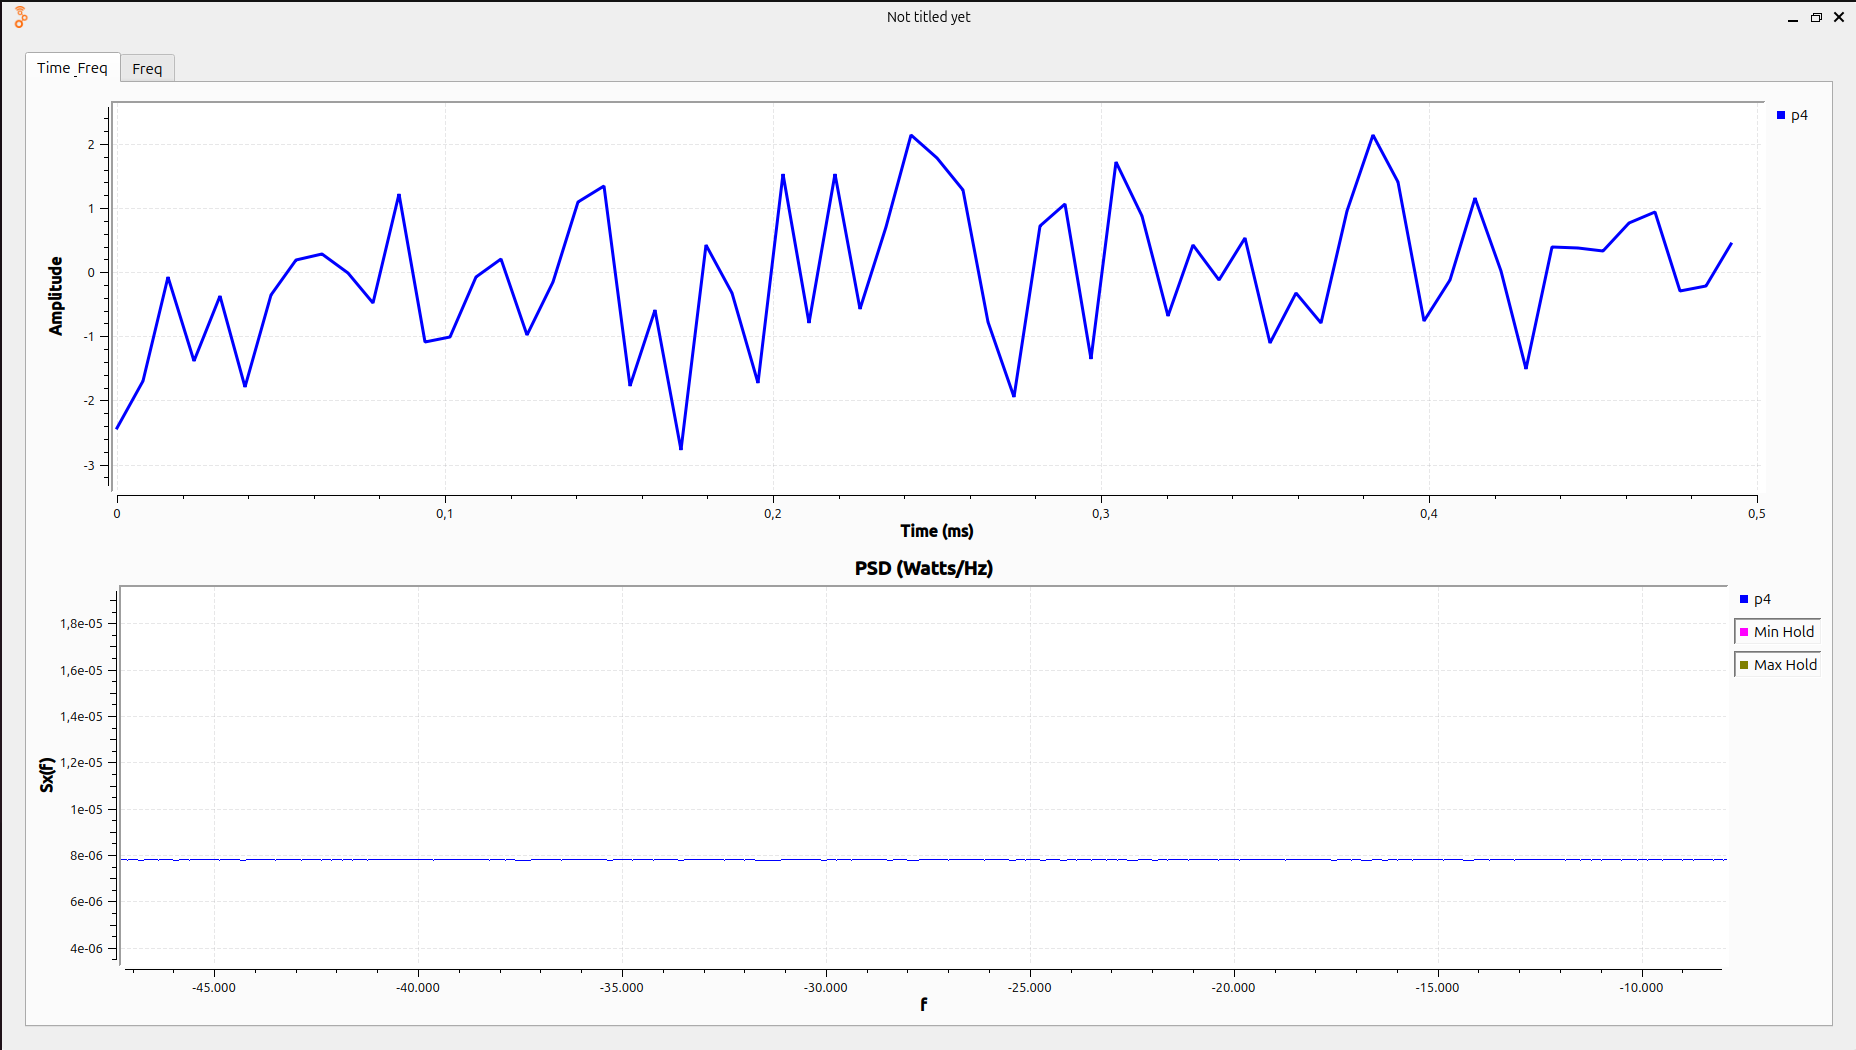 Not titled yet
Time_Freq
Freq
2
1
0
-1
-2
-3
Amplitude
0
0,1
0,2
0,3
0,4
0,5
Time (ms)
p4
PSD (Watts/Hz)
1,8e-05
1,6e-05
1,4e-05
1,2e-05
1e-05
8e-06
6e-06
4e-06
Sx(f)
-45.000
-40.000
-35.000
-30.000
-25.000
-20.000
-15.000
-10.000
f
p4
Min Hold
Max Hold